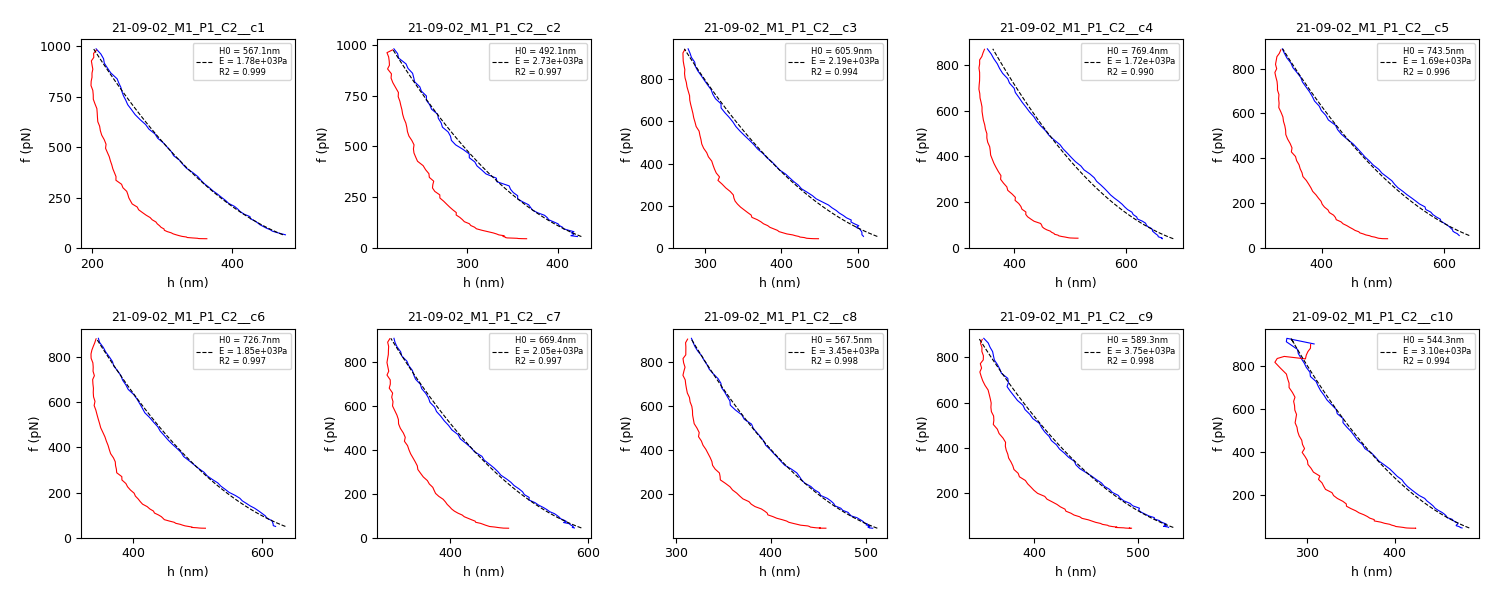 21-09-02_M1_P1_C2__c1
H0 = 567.1nm
E = 1.78e+03Pa
R2 = 0.999
f (pN)
1000
750
500
250
0
200 400
h (nm)
21-09-02_M1_P1_C2__c2
H0 = 492.1nm
E = 2.73e+03Pa
R2 = 0.997
f (pN)
1000
750
500
250
0
300 400
h (nm)
21-09-02_M1_P1_C2__c3
H0 = 605.9nm
E = 2.19e+03Pa
R2 = 0.994
f (pN)
800
600
400
200
0
300 400 500
h (nm)
21-09-02_M1_P1_C2__c4
H0 = 769.4nm
E = 1.72e+03Pa
R2 = 0.990
f (pN)
800
600
400
200
0
400 600
h (nm)
21-09-02_M1_P1_C2__c5
H0 = 743.5nm
E = 1.69e+03Pa
R2 = 0.996
f (pN)
800
600
400
200
0
400 600
h (nm)
21-09-02_M1_P1_C2__c6
H0 = 726.7nm
E = 1.85e+03Pa
R2 = 0.997
f (pN)
800
600
400
200
0
400 600
h (nm)
21-09-02_M1_P1_C2__c7
H0 = 669.4nm
E = 2.05e+03Pa
R2 = 0.997
f (pN)
800
600
400
200
0
400 600
h (nm)
21-09-02_M1_P1_C2__c8
H0 = 567.5nm
E = 3.45e+03Pa
R2 = 0.998
f (pN)
800
600
400
200
300 400 500
h (nm)
21-09-02_M1_P1_C2__c9
H0 = 589.3nm
E = 3.75e+03Pa
R2 = 0.998
f (pN)
800
600
400
200
400 500
h (nm)
21-09-02_M1_P1_C2__c10
H0 = 544.3nm
E = 3.10e+03Pa
R2 = 0.994
f (pN)
800
600
400
200
300 400
h (nm)